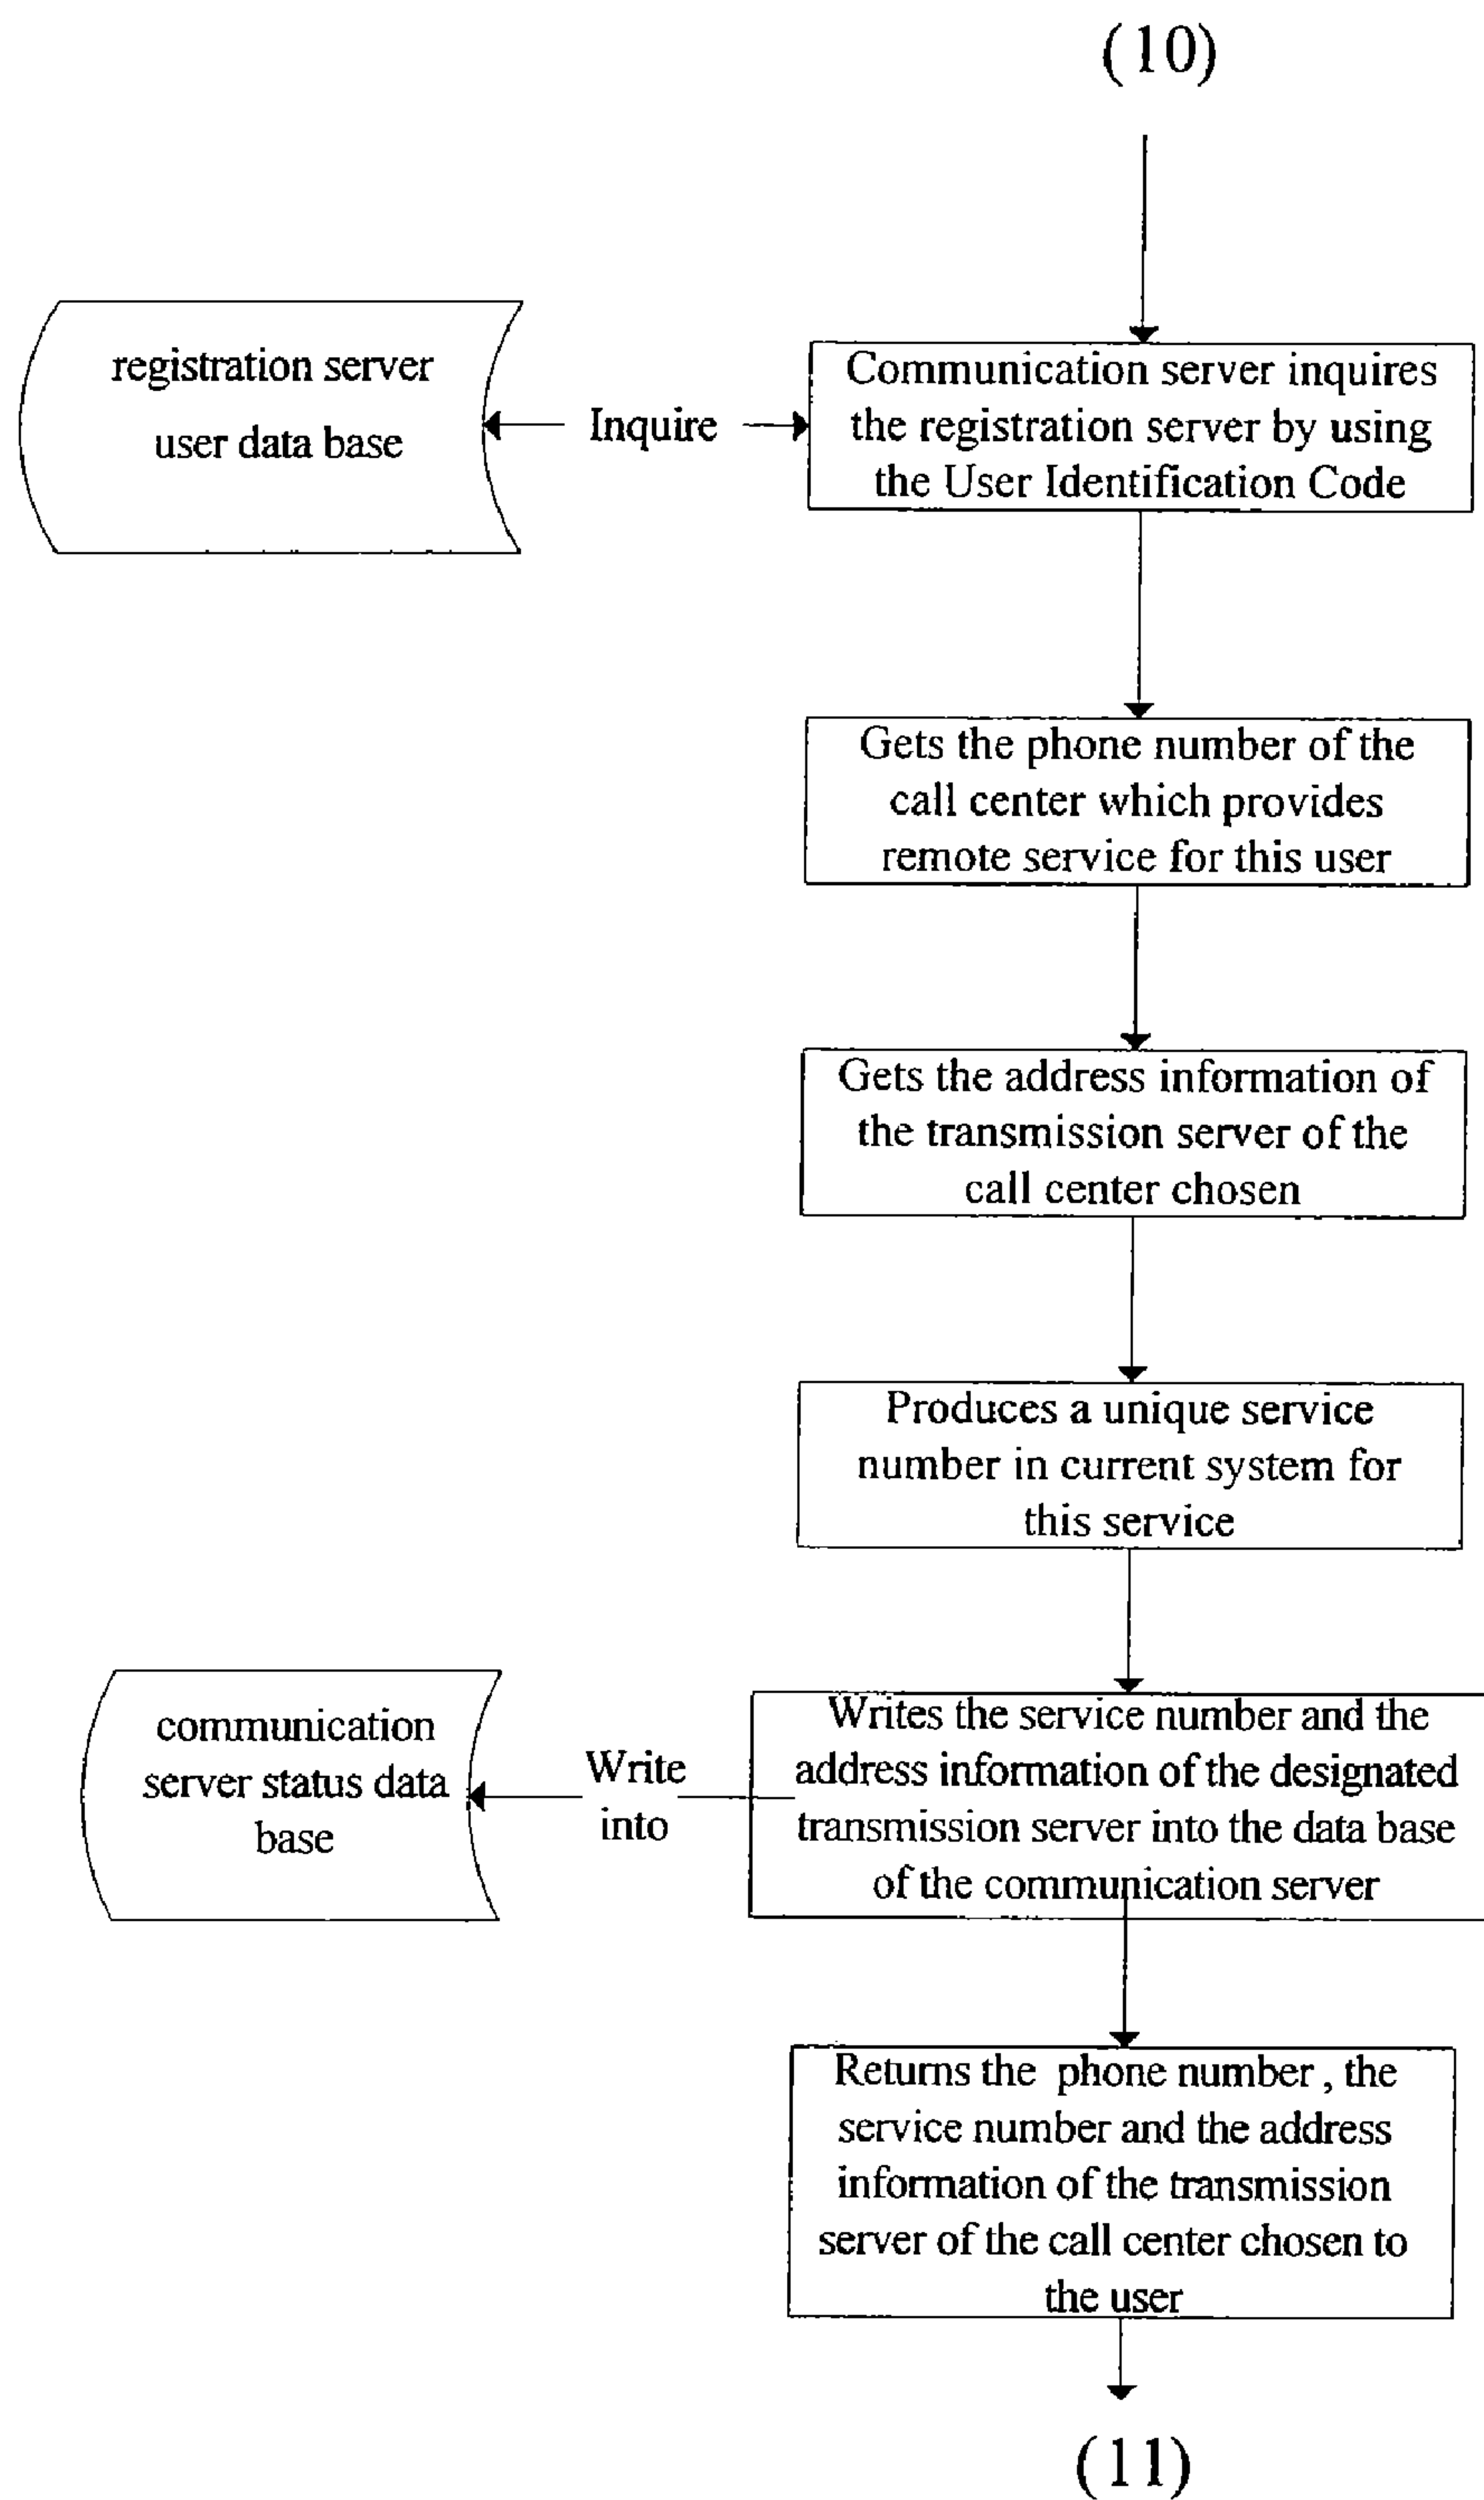 (10)
registration server
user data base
Inquire
Communication server inquires
the registration server by using
the User Identification Code
Gets the phone number of the
call center which provides
remote service for this user
Gets the address information of
the transmission server of the
call center chosen
Produces a unique service
number in current system for
this service
communication
server status data
base
Write
into
Writes the service number and the
address information of the designated
transmission server into the data base
of the communication server
Returns the phone number , the
service number and the address
information of the transmission
server of the call center chosen to
the user
(11)